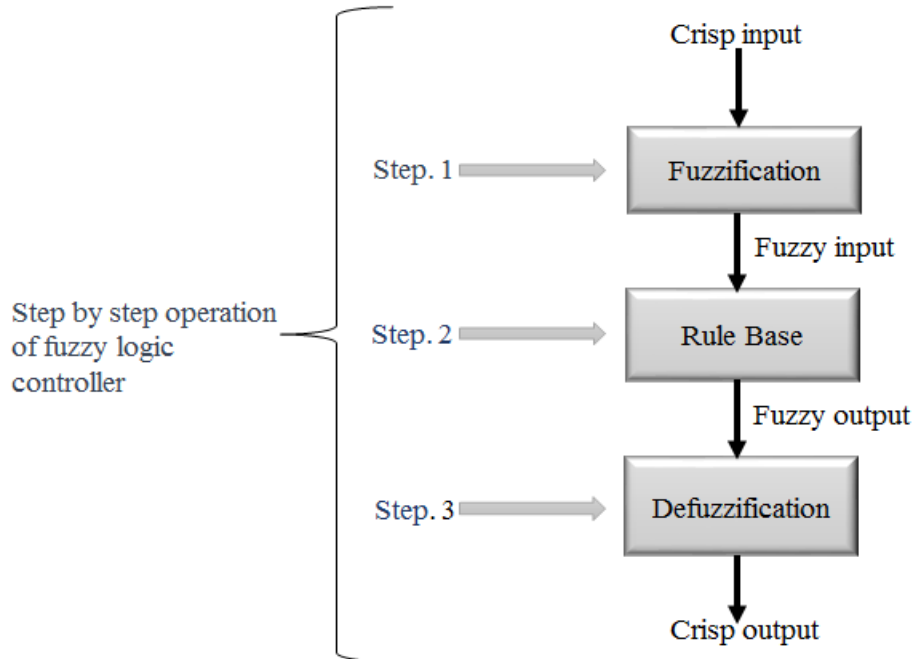 Crisp input
Step. 1
Fuzzification
Fuzzy input
Step by step operation
of fuzzy logic
controller
Step. 2
Rule Base
Fuzzy output
Step. 3
Defuzzification
Crisp output